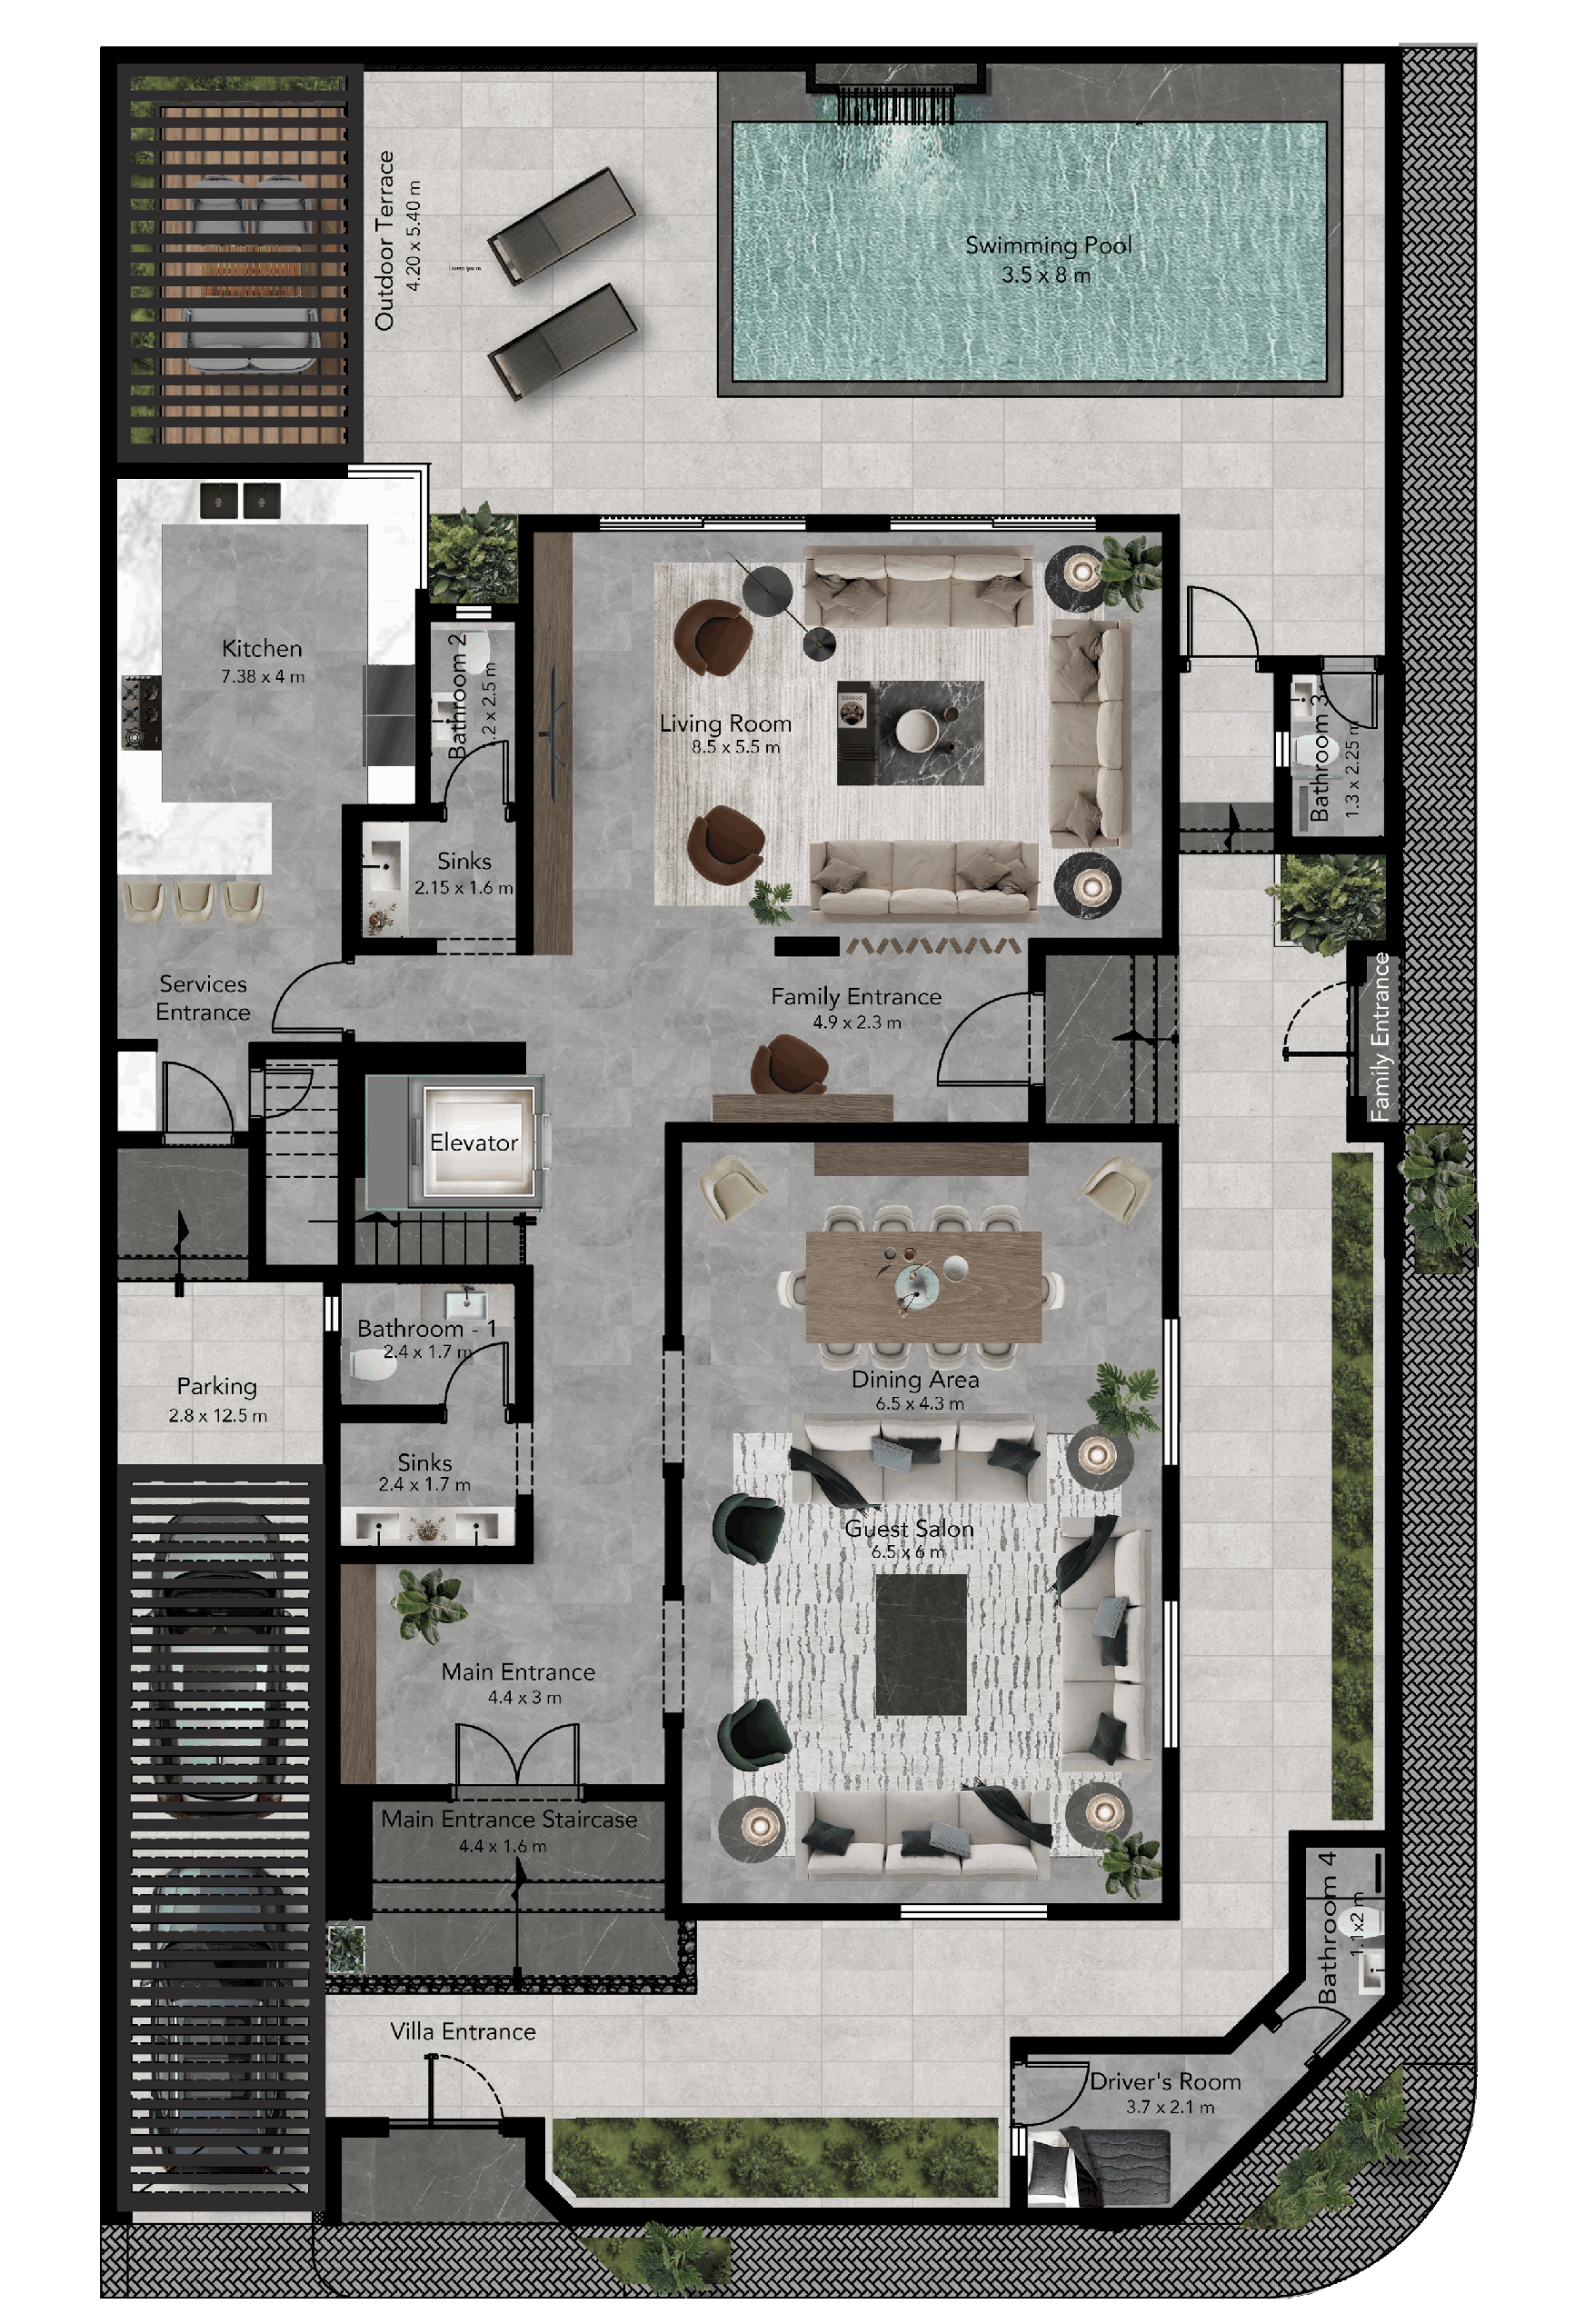 Outdoor Terrace
4.20 x 5.40 m
Lorem ipsum
Swimming Pool
3.5 x 8 m
Kitchen
7.38 x 4 m
Bathroom 2
2 x 2.5 m
Living Room
8.5 x 5.5 m
Bathroom 3
1.3 x 2.25 m
Sinks
2.15 x 1.6 m
Services
Entrance
Family Entrance
4.9 x 2.3 m
Family Entrance
Elevator
Bathroom - 1
2.4 x 1.7 m
Parking
2.8 x 12.5 m
Dining Area
6.5 x 4.3 m
Sinks
2.4 x 1.7 m
Guest Salon
6.5 x 6 m
Main Entrance
4.4 x 3 m
Main Entrance Staircase
4.4 x 1.6 m
Bathroom 4
1.1x2 m
Villa Entrance
Driver's Room
3.7 x 2.1 m